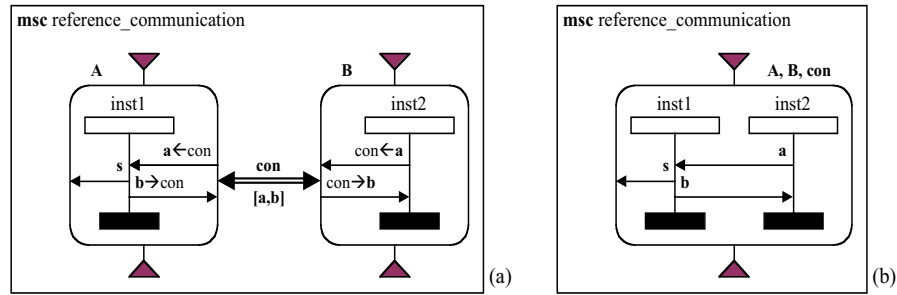 msc reference_communication
A
inst1
a←con
s
b→con
con
[a,b]
B
inst2
con←a
con→b
(a)
msc reference_communication
A, B, con
inst1 inst2
a
s
b
(b)